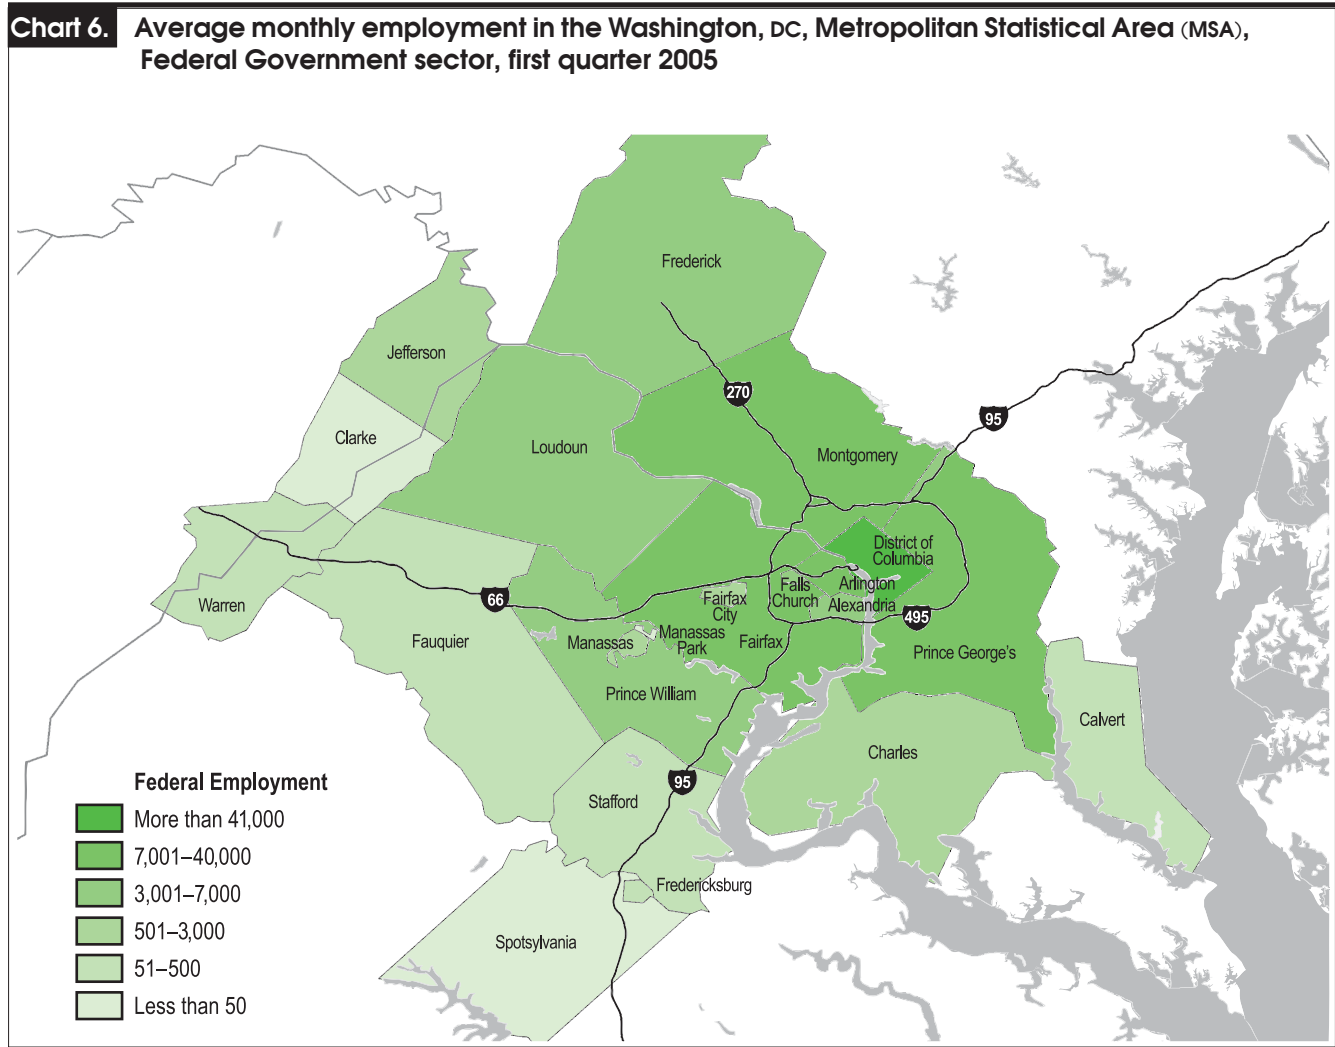 Chart 6. Average monthly employment in the Washington, DC, Metropolitan Statistical Area (MSA),
Federal Government sector, first quarter 2005
Frederick
Jefferson
270
95
Clarke
Loudoun
Montgomery
District of
Columbia
Falls
Church
Arlington
Alexandria
66
Fairfax
City
Warren
495
Fauquier
Manassas
Manassas
Park
Fairfax
Prince George's
Prince William
Calvert
Charles
95
Stafford
Fredericksburg
Spotsylvania
Federal Employment
More than 41,000
7,001–40,000
3,001–7,000
501–3,000
51–500
Less than 50